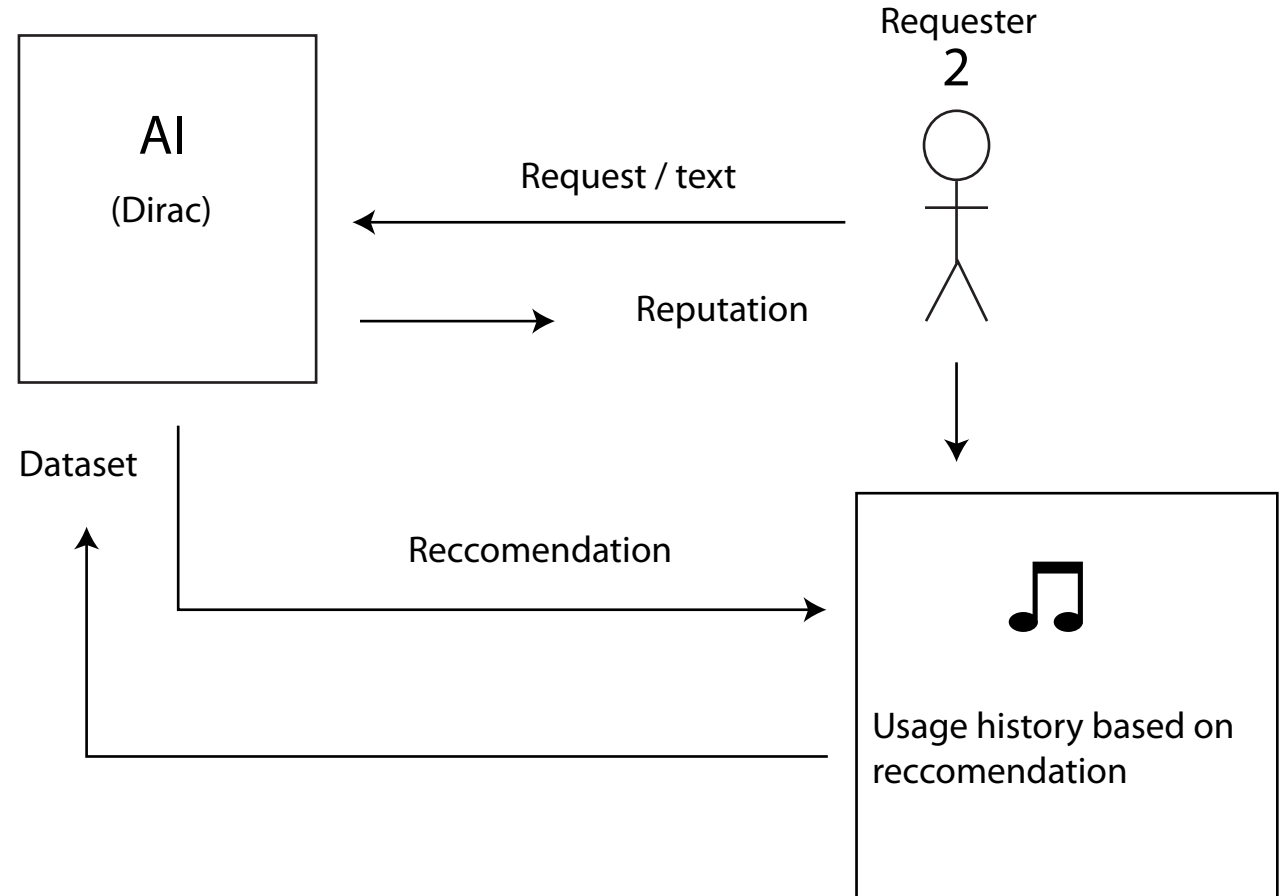 Requester
2
AI
(Dirac)
Request / text
Reputation
Dataset
Reccomendation
Usage history based on
reccomendation